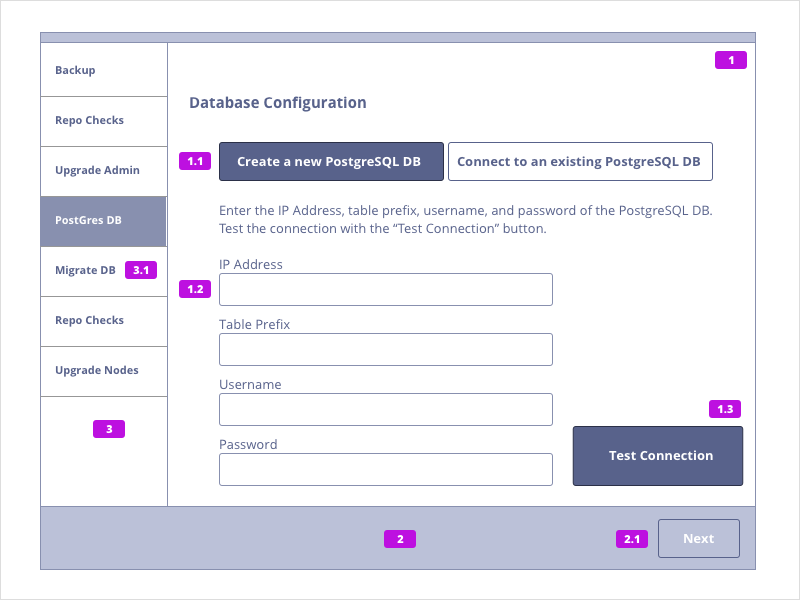 Backup
Repo Checks
Upgrade Admin
PostGres DB
Migrate DB 3.1
Repo Checks
Upgrade Nodes
3
1
Database Configuration
1.1 Create a new PostgreSQL DB Connect to an existing PostgreSQL DB
Enter the IP Address, table prefix, username, and password of the PostgreSQL DB.
Test the connection with the “Test Connection” button.
IP Address
1.2
Table Prefix
Username
Password
1.3
Test Connection
2 2.1 Next